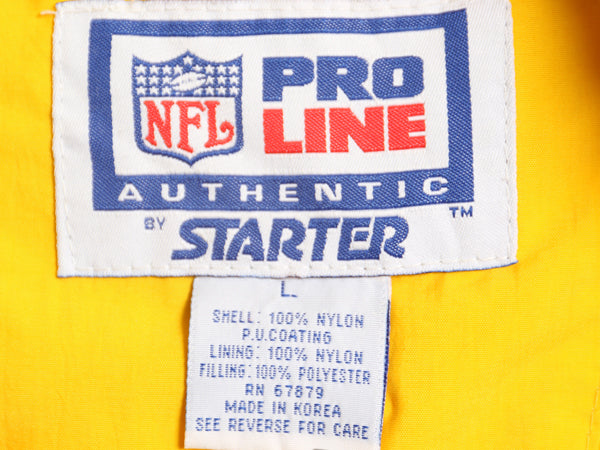 NFL
PRO
LINE
AUTHENTIC
BY STARTER ™
L
SHELL: 100% NYLON
P.U.COATING
LINING: 100% NYLON
FILLING:100% POLYESTER
RN 67879
MADE IN KOREA
SEE REVERSE FOR CARE